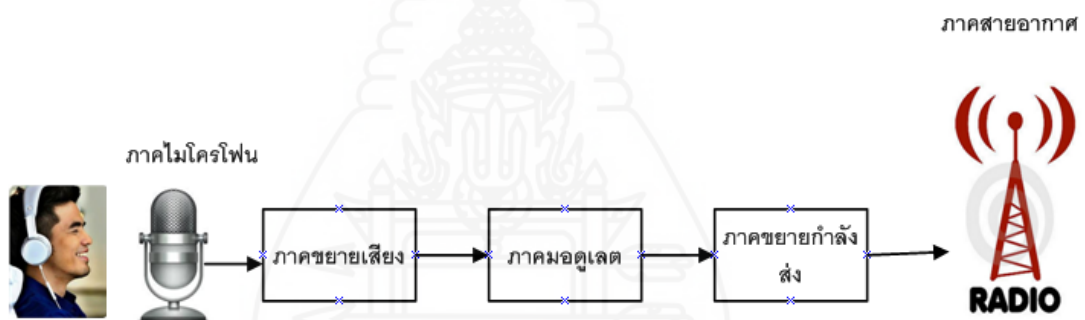 ภาคสายอากาศ
ภาคไมโครโฟน
ภาคขยายเสียง
ภาคมอดูเลต
ภาคขยายกำลัง
ส่ง
RADIO